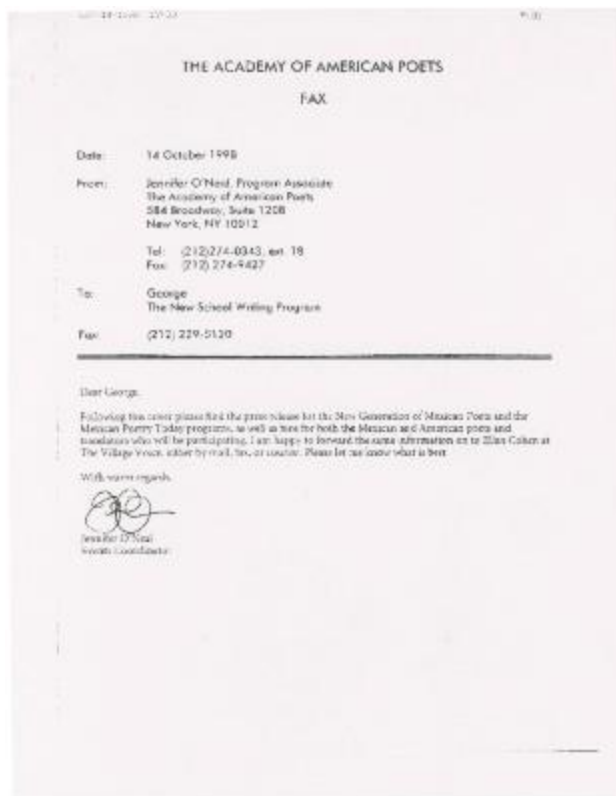 THE ACADEMY OF AMERICAN POETS
FAX
Date: 14 October 1998
From: Jennifer O'Neal, Program Associate
The Academy of American Poets
584 Broadway, Suite 1208
New York, NY 10012
Tel: (212)274-0343, ext. 18
Fax: (212) 274-9427
To: George
The New School Writing Program
Fax: (212) 229-5130
Dear George,
Following this cover please find the press release for the New Generation of Mexican Poets and the
Mexican Poetry Today programs, as well as bios for both the Mexican and American poets and
translators who will be participating. I am happy to forward the same information on to Cohen at
The Village Voice, either by mail, fax, or courier. Please let me know what is best.
With warm regards,
Jennifer O'Neal
Events Coordinator